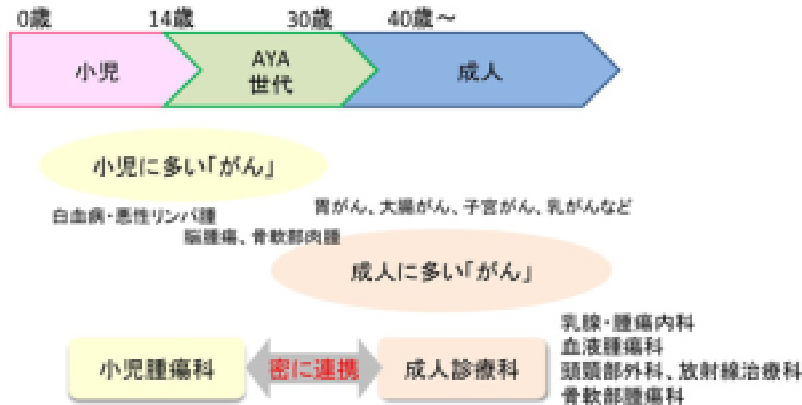 0歳 14歳 30歳 40歳～
小児
AYA
世代
成人
小児に多い「がん」
白血病・悪性リンパ腫
脳腫瘍、骨軟部肉腫
胃がん、大腸がん、子宮がん、乳がんなど
成人に多い「がん」
小児腫瘍科
密に連携
成人診療科
乳腺・腫瘍内科
血液腫瘍科
頭頸部外科、放射線治療科
骨軟部腫瘍科